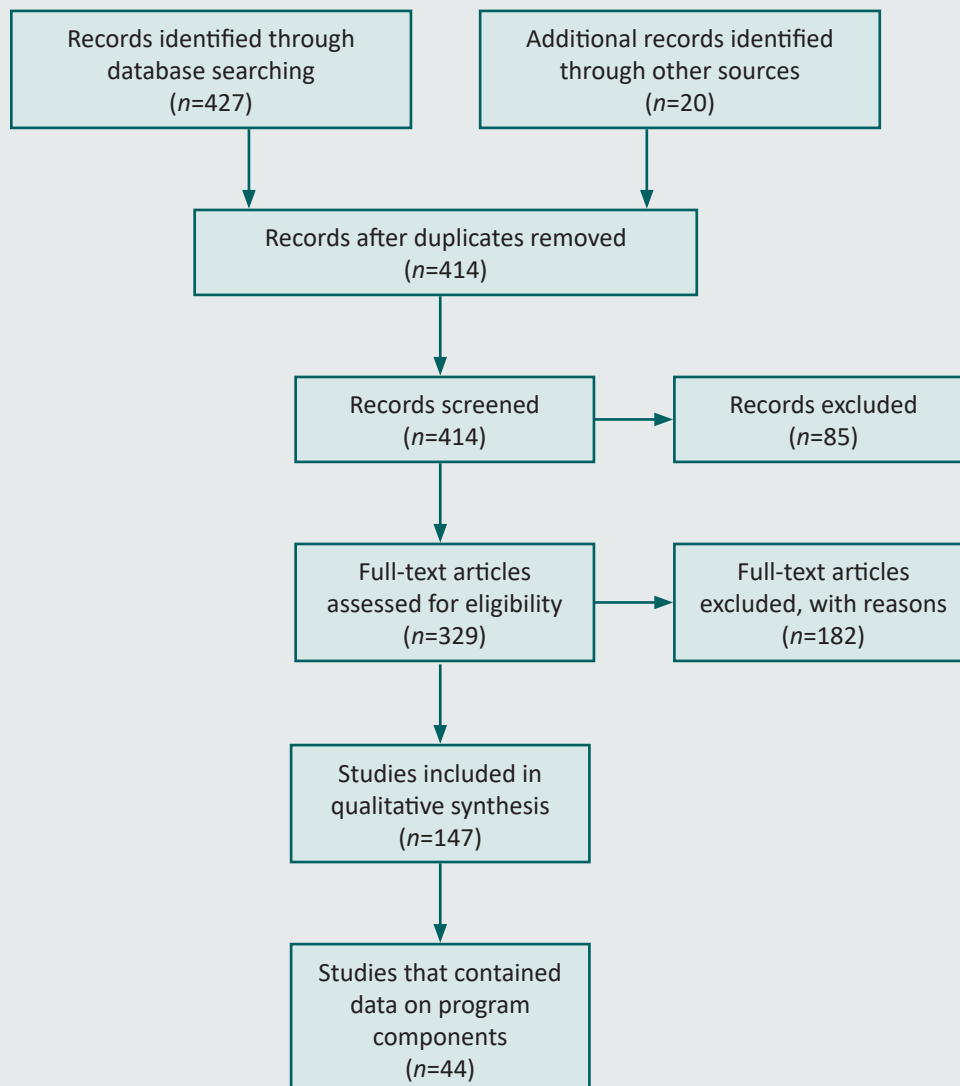 Records identified through
database searching
(n=427)
Additional records identified
through other sources
(n=20)
Records after duplicates removed
(n=414)
Records screened
(n=414)
Records excluded
(n=85)
Full-text articles
assessed for eligibility
(n=329)
Full-text articles
excluded, with reasons
(n=182)
Studies included in
qualitative synthesis
(n=147)
Studies that contained
data on program
components
(n=44)